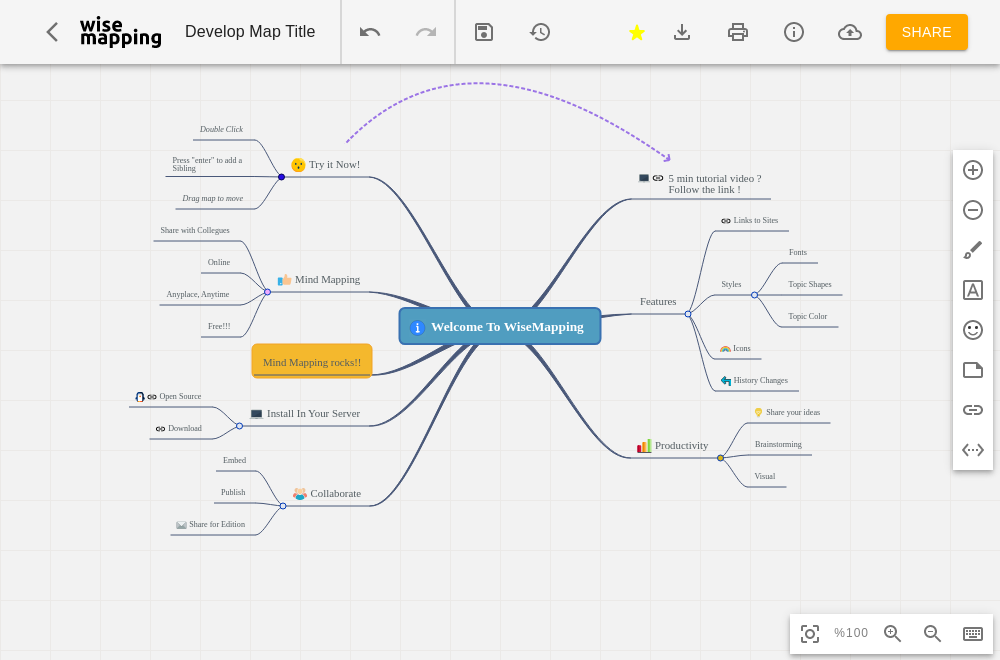 wise
mapping
Develop Map Title
SHARE
Double Click
Press "enter" to add a
Sibling
Drag map to move
Try it Now!
Share with Collegues
Online
Anyplace, Anytime
Free!!!
Mind Mapping
Mind Mapping rocks!!
Open Source
Download
Install In Your Server
Embed
Publish
Share for Edition
Collaborate
Welcome To WiseMapping
5 min tutorial video ?
Follow the link !
Features
Links to Sites
Styles
Fonts
Topic Shapes
Topic Color
Icons
History Changes
Productivity
Share your ideas
Brainstorming
Visual
A
%100